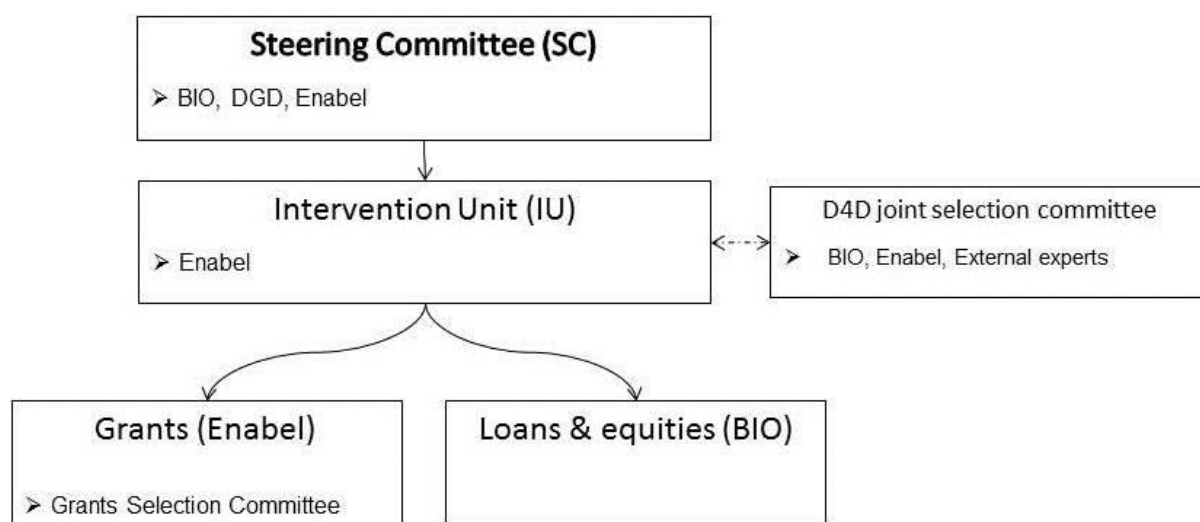 Steering Committee (SC)
➢ BIO, DGD, Enabel
Intervention Unit (IU)
➢ Enabel
D4D joint selection committee
➢ BIO, Enabel, External experts
Grants (Enabel)
➢ Grants Selection Committee
Loans & equities (BIO)